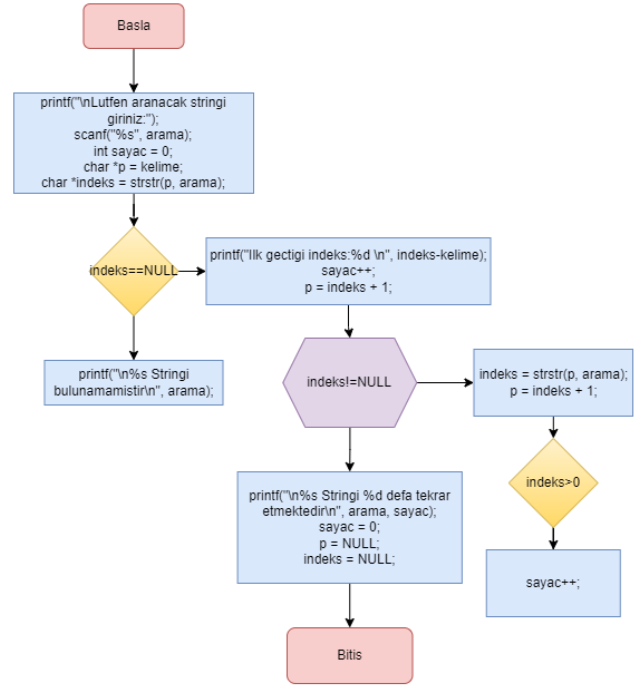 Basla
printf("\nLutfen aranacak stringi
giriniz:");
scanf("%s", arama);
int sayac = 0;
char *p = kelime;
char *indeks = strstr(p, arama);
indeks==NULL
printf("Ilk gectigi indeks:%d \n", indeks-kelime);
sayac++;
p = indeks + 1;
printf("\n%s Stringi
bulunamamistir\n", arama);
indeks!=NULL
indeks = strstr(p, arama);
p = indeks + 1;
indeks>0
sayac++;
printf("\n%s Stringi %d defa tekrar
etmektedir\n", arama, sayac);
sayac = 0;
p = NULL;
indeks = NULL;
Bitis